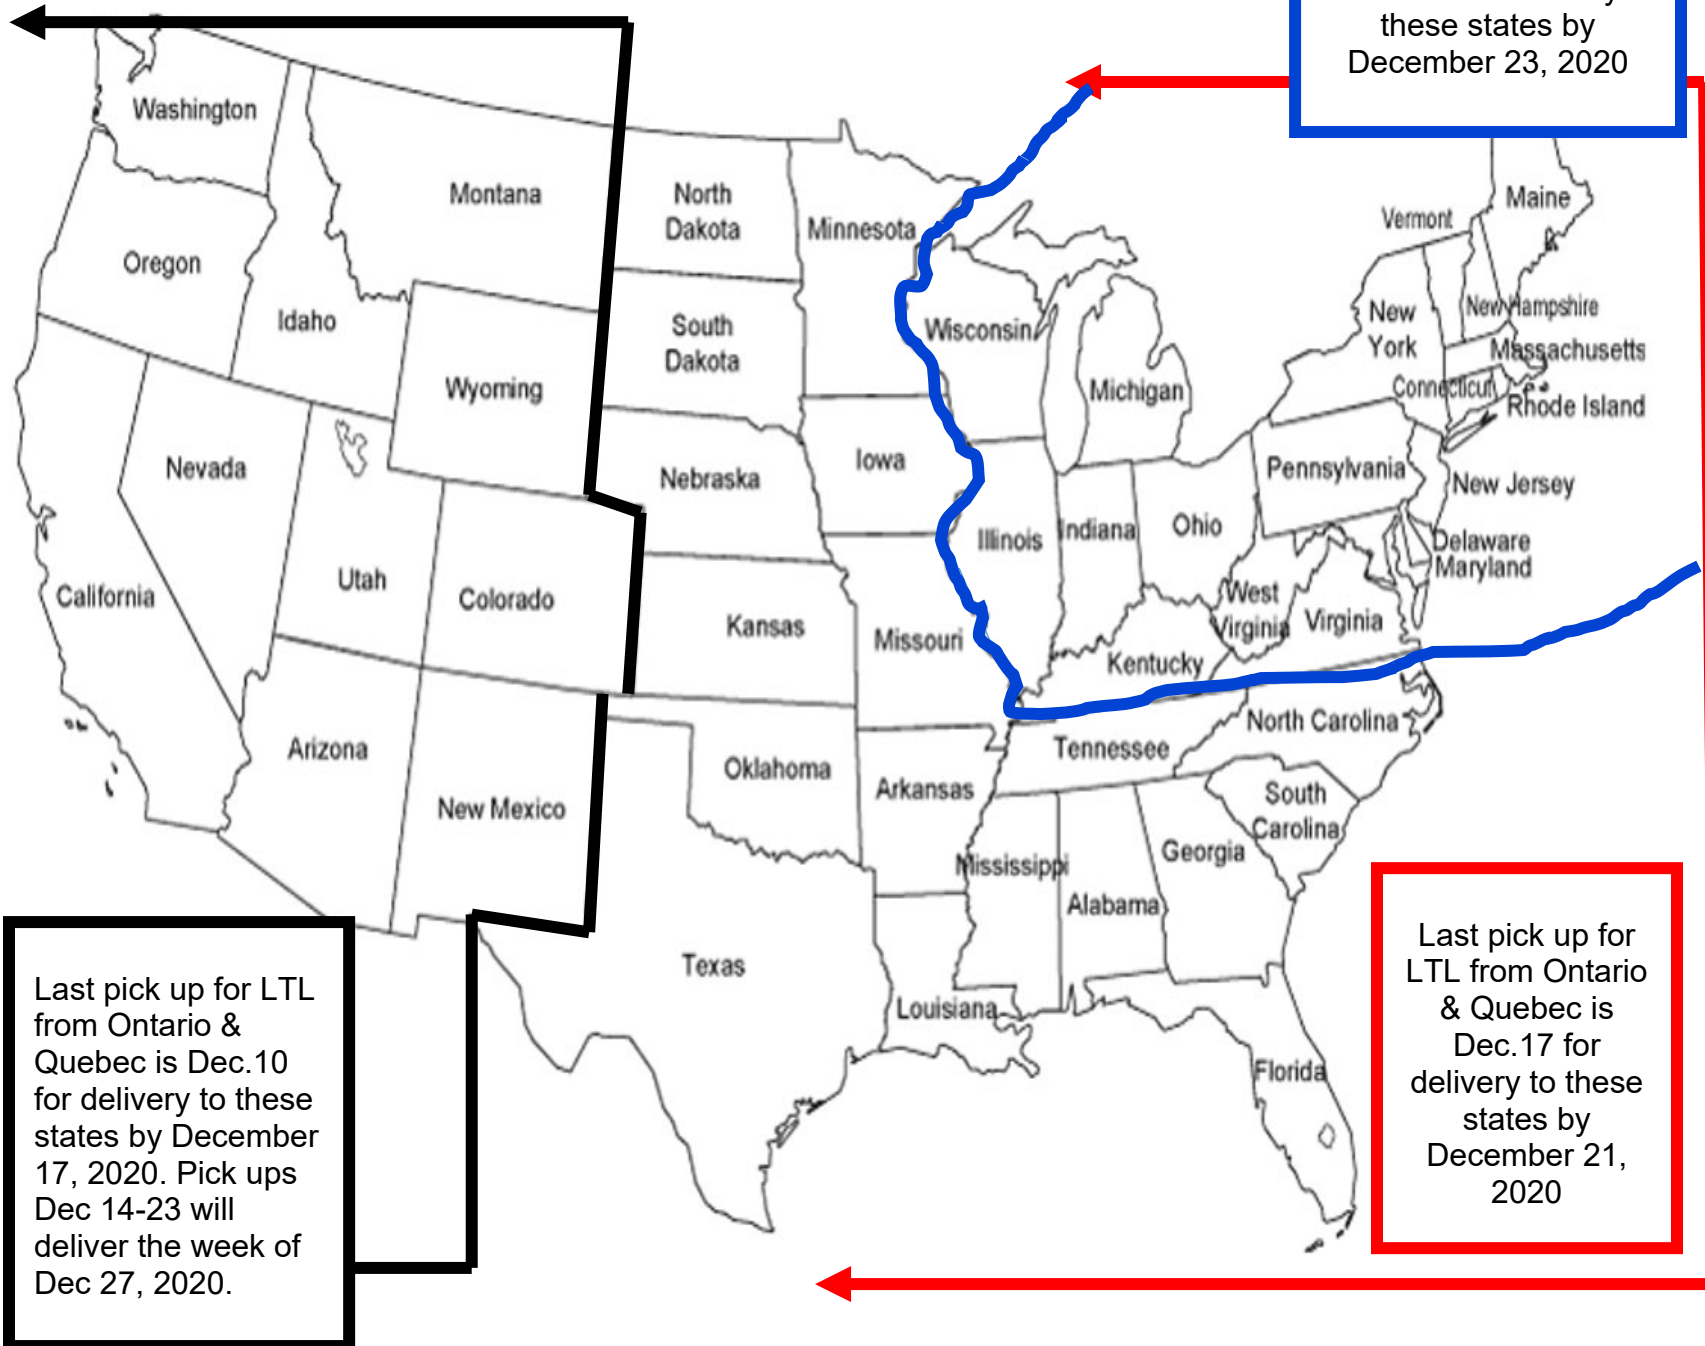 these states by
December 23, 2020
Washington
Montana
North
Dakota
Minnesota
Vermont
Maine
Oregon
Idaho
South
Dakota
Wisconsin
New
York
New Hampshire
Massachusetts
Wyoming
Michigan
Connecticut
Rhode Island
Nevada
Nebraska
Iowa
Pennsylvania
New Jersey
Illinois
Indiana
Ohio
Delaware
Maryland
California
Utah
Colorado
Kansas
Missouri
West
Virginia
Virginia
Kentucky
Arizona
North Carolina
Tennessee
New Mexico
Oklahoma
Arkansas
South
Carolina
Mississippi
Georgia
Alabama
Texas
Louisiana
Florida
Last pick up for LTL
from Ontario &
Quebec is Dec.10
for delivery to these
states by December
17, 2020. Pick ups
Dec 14-23 will
deliver the week of
Dec 27, 2020.
Last pick up for
LTL from Ontario
& Quebec is
Dec.17 for
delivery to these
states by
December 21,
2020